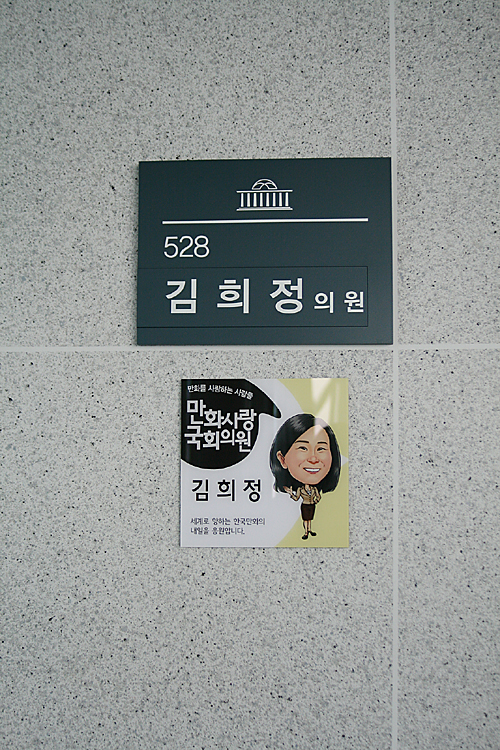 528
김희정의원
만화를 사랑하는 사람들
만화사랑
국회의원
김희정
세계로 향하는 한국만화의
내일을 응원합니다.